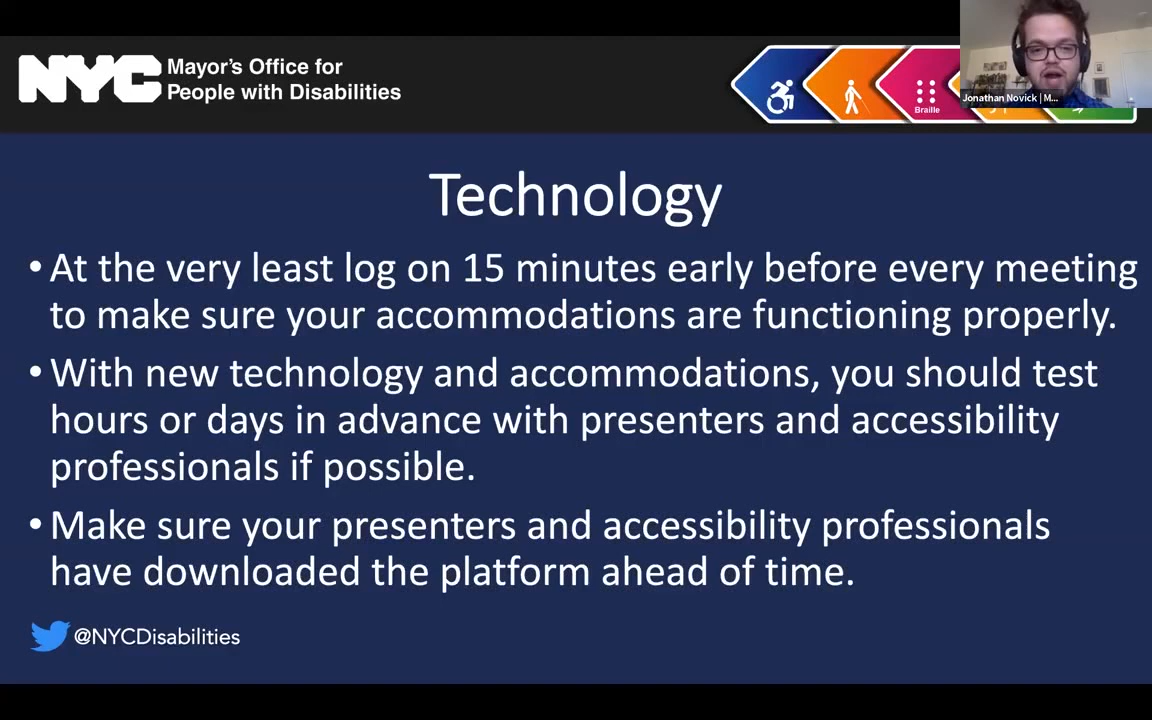 NYC
Mayor's Office for
People with Disabilities
Braille
Jonathan Novick | M...
Technology
• At the very least log on 15 minutes early before every meeting
to make sure your accommodations are functioning properly.
• With new technology and accommodations, you should test
hours or days in advance with presenters and accessibility
professionals if possible.
• Make sure your presenters and accessibility professionals
have downloaded the platform ahead of time.
@NYCDisabilities